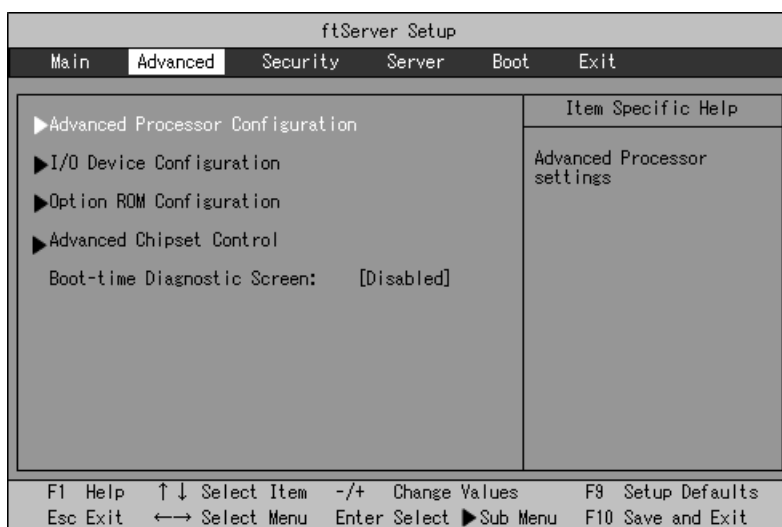 ftServer Setup
Main Advanced Security Server Boot Exit
Item Specific Help
▶Advanced Processor Configuration
Advanced Processor
settings
▶I/O Device Configuration
▶Option ROM Configuration
▶Advanced Chipset Control
Boot-time Diagnostic Screen: [Disabled]
F1 Help ↑↓ Select Item -/+ Change Values F9 Setup Defaults
Esc Exit ←→ Select Menu Enter Select ▶Sub Menu F10 Save and Exit